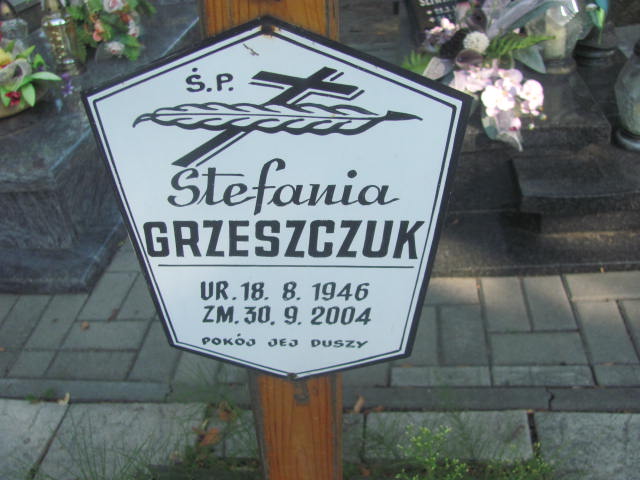 Ś.P.
Stefania
GRZESZCZUK
UR. 18. 8. 1946
ZM. 30. 9. 2004
POKÓJ JEJ DUSZY